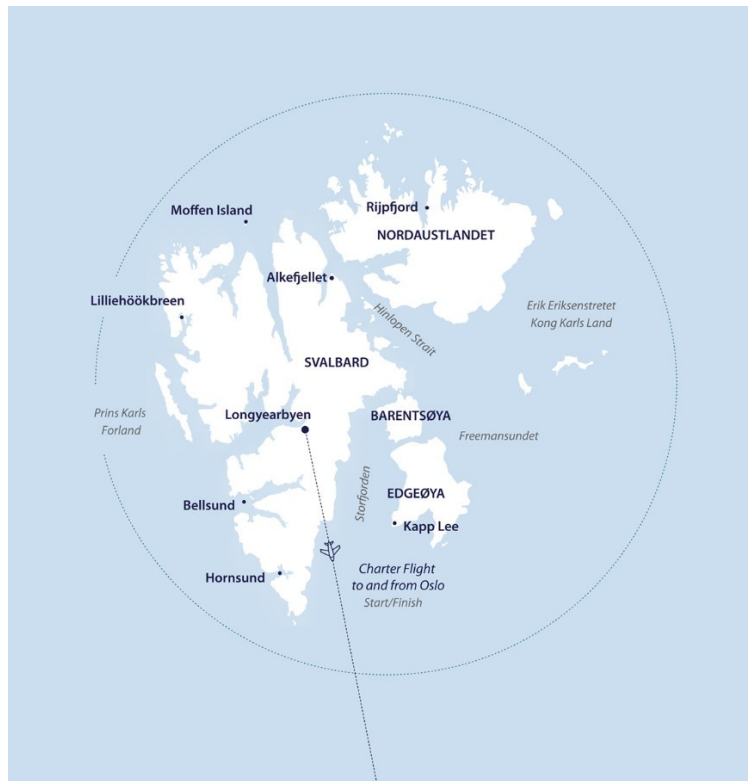 Rijpfjord
Moffen Island
NORDAUSTLANDET
Alkefjellet
Lilliehöökbreen
Erik Eriksenstretet
Kong Karls Land
Hinlopen Strait
SVALBARD
Prins Karls
Forland
Longyearbyen
BARENTSØYA
Freemansundet
Storfjorden
EDGEØYA
Bellsund
Kapp Lee
Charter Flight
to and from Oslo
Start/Finish
Hornsund